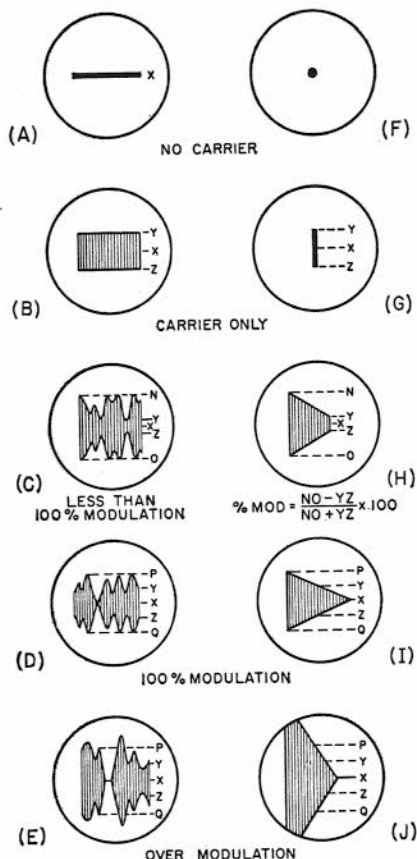 X
(A)
(F)
NO CARRIER
Y
X
Z
Y
X
Z
(B)
(G)
CARRIER ONLY
N
Y
X
Z
O
N
Y
X
Z
O
(C)
(H)
LESS THAN
100% MODULATION
% MOD = NO-YZ
NO+YZ X.100
P
Y
X
Z
Q
P
Y
X
Z
Q
(D)
(I)
100% MODULATION
P
Y
X
Z
Q
P
Y
X
Z
Q
(E)
(J)
OVER MODULATION